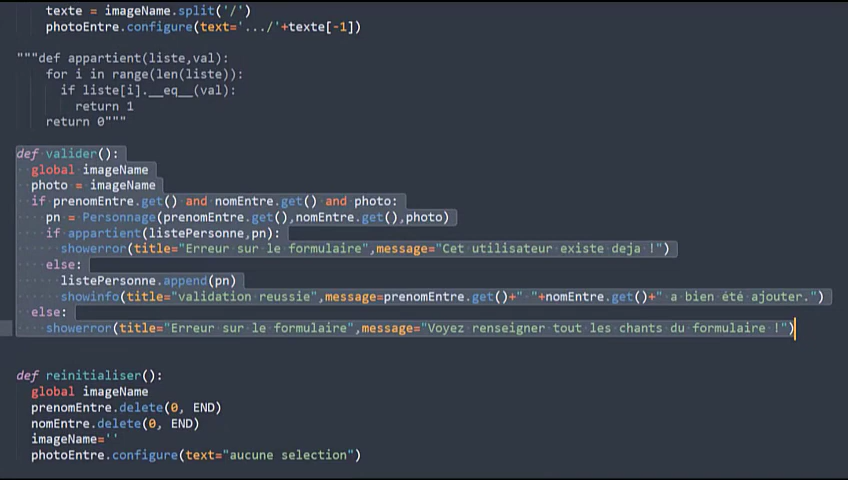 texte = imageName.split('/')
photoEntre.configure(text='.../'+texte[-1])
"""def appartient(liste,val):
for i in range(len(liste)):
if liste[i].__eq__(val):
return 1
return 0"""
def valider():
global imageName
photo = imageName
if prenomEntre.get() and nomEntre.get() and photo:
pn = Personnage(prenomEntre.get(),nomEntre.get(),photo)
if appartient(listePersonne,pn):
showerror(title="Erreur sur le formulaire",message="Cet utilisateur existe deja !")
else:
listePersonne.append(pn)
showinfo(title="validation reussie",message=prenomEntre.get()+" "+nomEntre.get()+" a bien été ajouter.")
else:
showerror(title="Erreur sur le formulaire",message="Voyez renseigner tout les chants du formulaire !")
def reinitialiser():
global imageName
prenomEntre.delete(0, END)
nomEntre.delete(0, END)
imageName=''
photoEntre.configure(text="aucune selection")